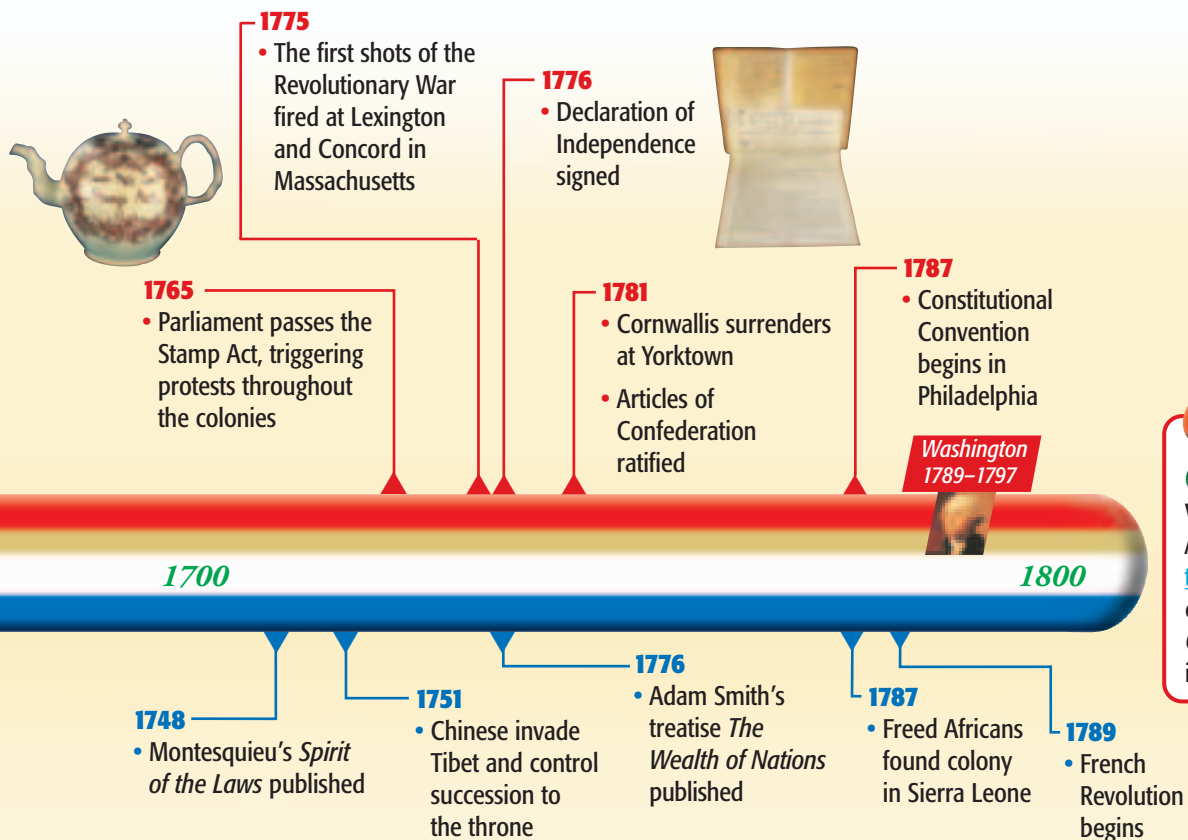 1775
• The first shots of the
Revolutionary War
fired at Lexington
and Concord in
Massachusetts
1776
• Declaration of
Independence
signed
1765
• Parliament passes the
Stamp Act, triggering
protests throughout
the colonies
1781
• Cornwallis surrenders
at Yorktown
• Articles of
Confederation
ratified
1787
• Constitutional
Convention
begins in
Philadelphia
Washington
1789–1797
1700
1800
1748
• Montesquieu's Spirit
of the Laws published
1751
• Chinese invade
Tibet and control
succession to
the throne
1776
• Adam Smith's
treatise The
Wealth of Nations
published
1787
• Freed Africans
found colony
in Sierra Leone
1789
• French
Revolution
begins